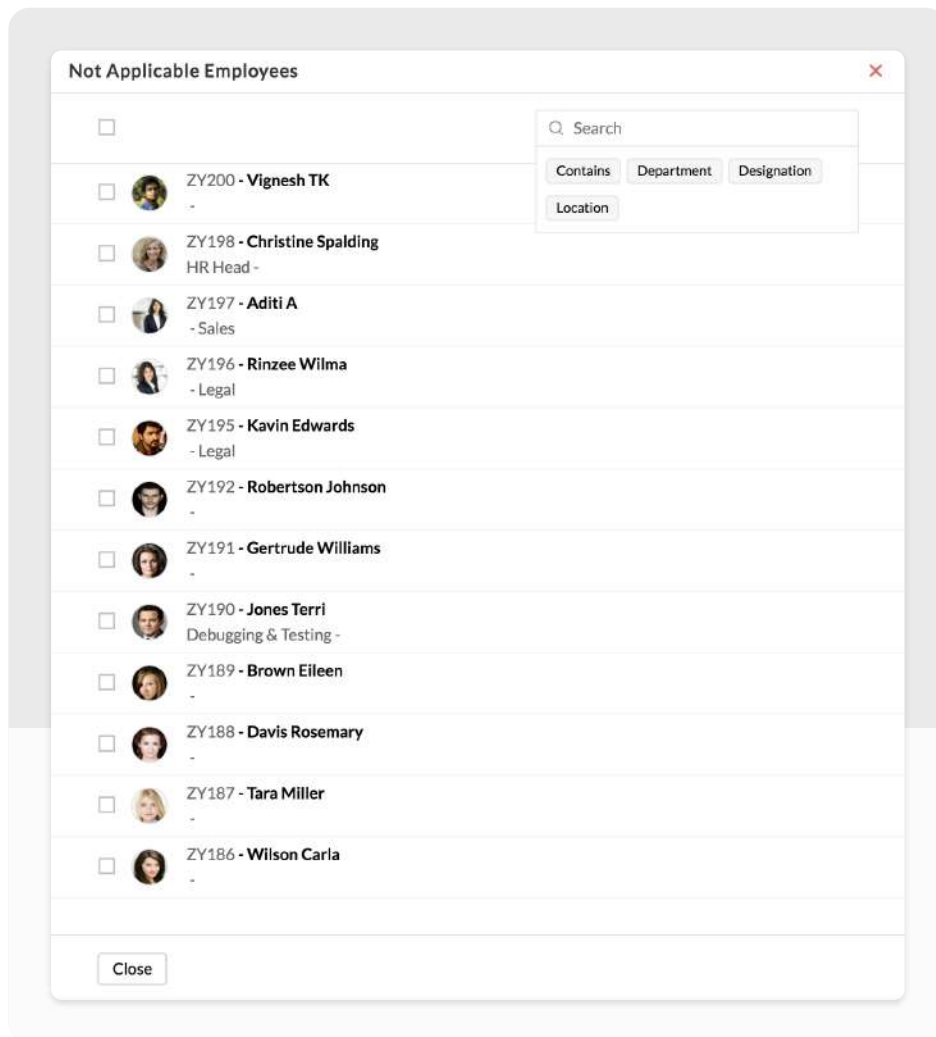 Not Applicable Employees
Search
Contains Department Designation
Location
ZY200 - Vignesh TK
-
ZY198 - Christine Spalding
HR Head -
ZY197 - Aditi A
- Sales
ZY196 - Rinzee Wilma
- Legal
ZY195 - Kavin Edwards
- Legal
ZY192 - Robertson Johnson
-
ZY191 - Gertrude Williams
-
ZY190 - Jones Terri
Debugging & Testing -
ZY189 - Brown Eileen
-
ZY188 - Davis Rosemary
-
ZY187 - Tara Miller
-
ZY186 - Wilson Carla
-
Close